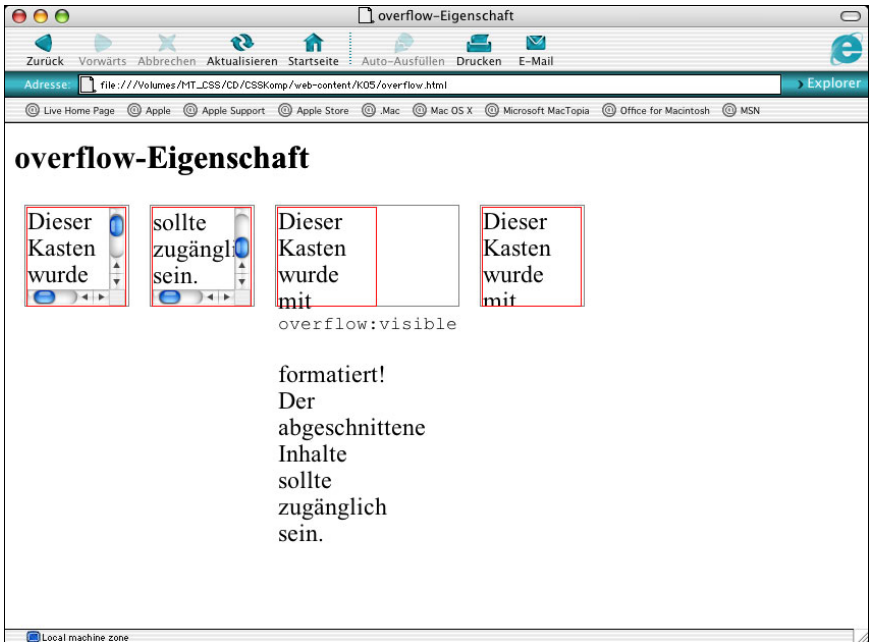 overflow-Eigenschaft
Zurück Vorwärts Abbrechen Aktualisieren Startseite Auto-Ausfüllen Drucken E-Mail
Adresse: file:///Volumes/MT_CSS/CD/CSSKomp/web-content/K05/overflow.html Explorer
Live Home Page Apple Apple Support Apple Store .Mac Mac OS X Microsoft MacTopia Office for Macintosh MSN
overflow-Eigenschaft
Dieser
Kasten
wurde
sollte
zugängli
sein.
Dieser
Kasten
wurde
mit
overflow:visible
formatiert!
Der
abgeschnittene
Inhalte
sollte
zugänglich
sein.
Dieser
Kasten
wurde
mit
Local machine zone